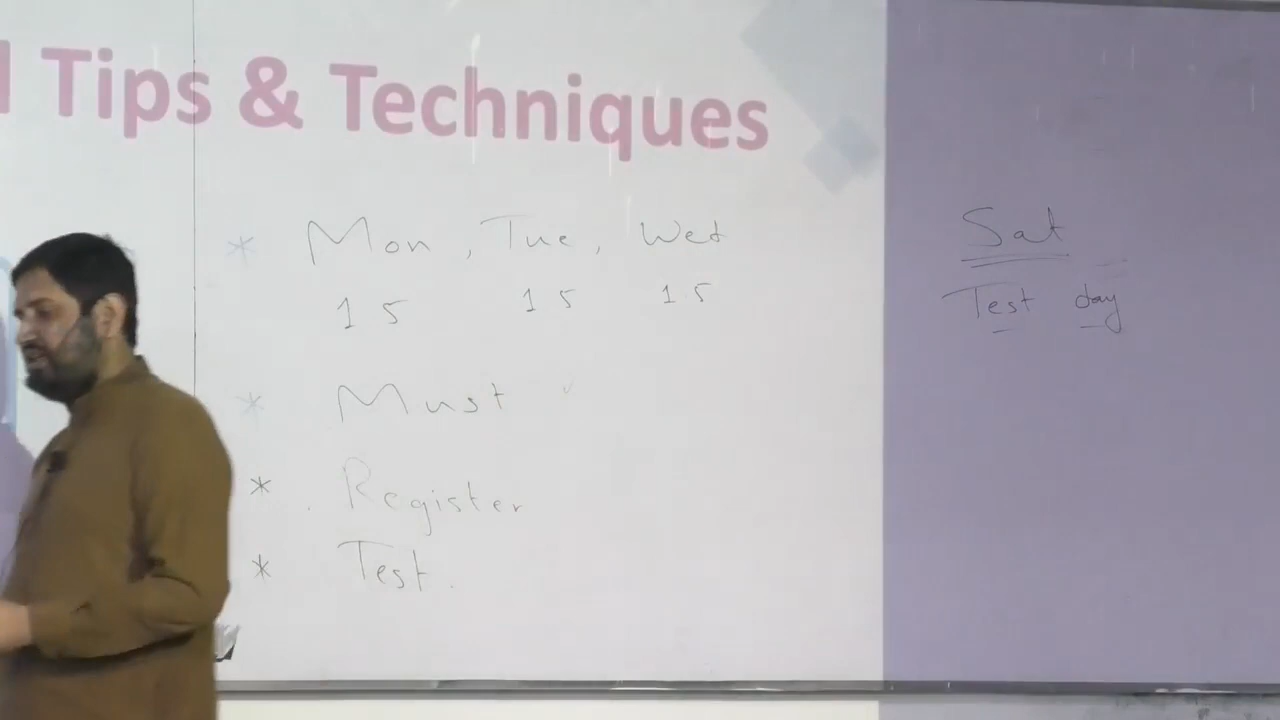 Tips & Techniques
* Mon, Tue, Wed
15 15 15
* Must
* Register
* Test.
Sat
Test day